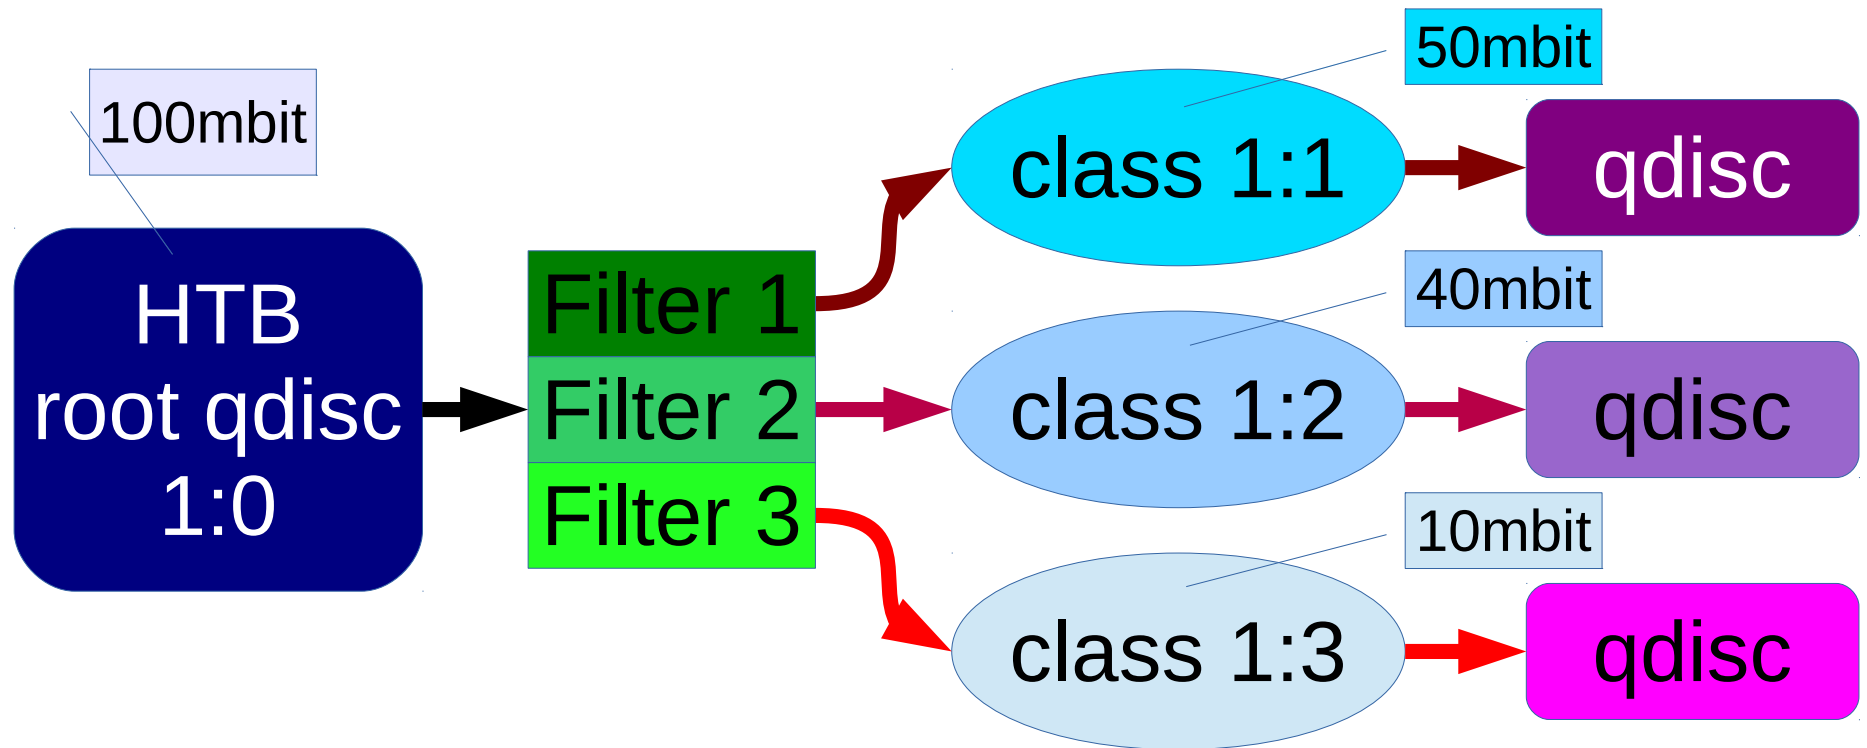 100mbit
HTB
root qdisc
1:0
Filter 1
Filter 2
Filter 3
50mbit
class 1:1
qdisc
40mbit
class 1:2
qdisc
10mbit
class 1:3
qdisc